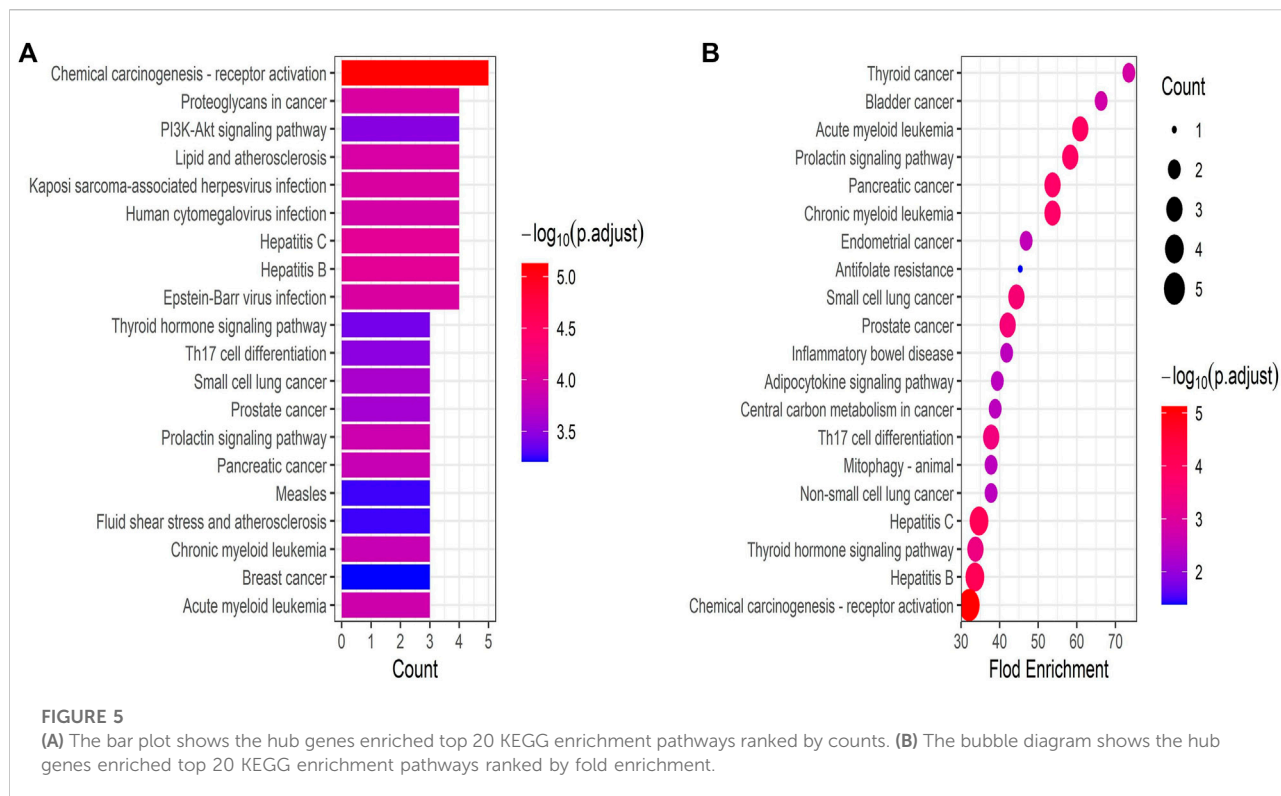 A
Chemical carcinogenesis - receptor activation
Proteoglycans in cancer
PI3K-Akt signaling pathway
Lipid and atherosclerosis
Kaposi sarcoma-associated herpesvirus infection
Human cytomegalovirus infection
Hepatitis C
Hepatitis B
Epstein-Barr virus infection
Thyroid hormone signaling pathway
Th17 cell differentiation
Small cell lung cancer
Prostate cancer
Prolactin signaling pathway
Pancreatic cancer
Measles
Fluid shear stress and atherosclerosis
Chronic myeloid leukemia
Breast cancer
Acute myeloid leukemia
0 1 2 3 4 5
Count
−log10(p.adjust)
5.0
4.5
4.0
3.5
B
Thyroid cancer
Bladder cancer
Acute myeloid leukemia
Prolactin signaling pathway
Pancreatic cancer
Chronic myeloid leukemia
Endometrial cancer
Antifolate resistance
Small cell lung cancer
Prostate cancer
Inflammatory bowel disease
Adipocytokine signaling pathway
Central carbon metabolism in cancer
Th17 cell differentiation
Mitophagy - animal
Non-small cell lung cancer
Hepatitis C
Thyroid hormone signaling pathway
Hepatitis B
Chemical carcinogenesis - receptor activation
30 40 50 60 70
Flod Enrichment
Count
1
2
3
4
5
−log10(p.adjust)
5
4
3
2
FIGURE 5
(A) The bar plot shows the hub genes enriched top 20 KEGG enrichment pathways ranked by counts. (B) The bubble diagram shows the hub
genes enriched top 20 KEGG enrichment pathways ranked by fold enrichment.